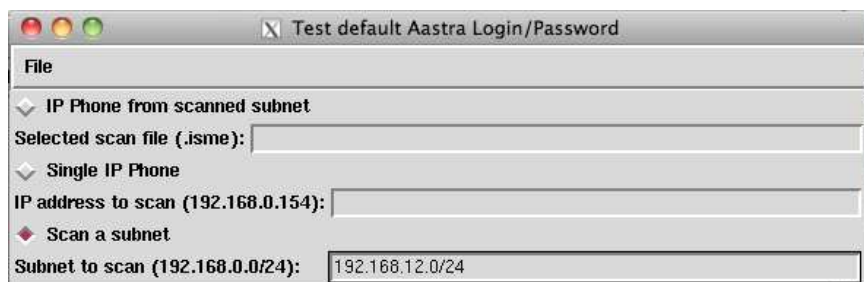 Test default Aastra Login/Password
File
IP Phone from scanned subnet
Selected scan file (.isme):
Single IP Phone
IP address to scan (192.168.0.154):
Scan a subnet
Subnet to scan (192.168.0.0/24): 192.168.12.0/24